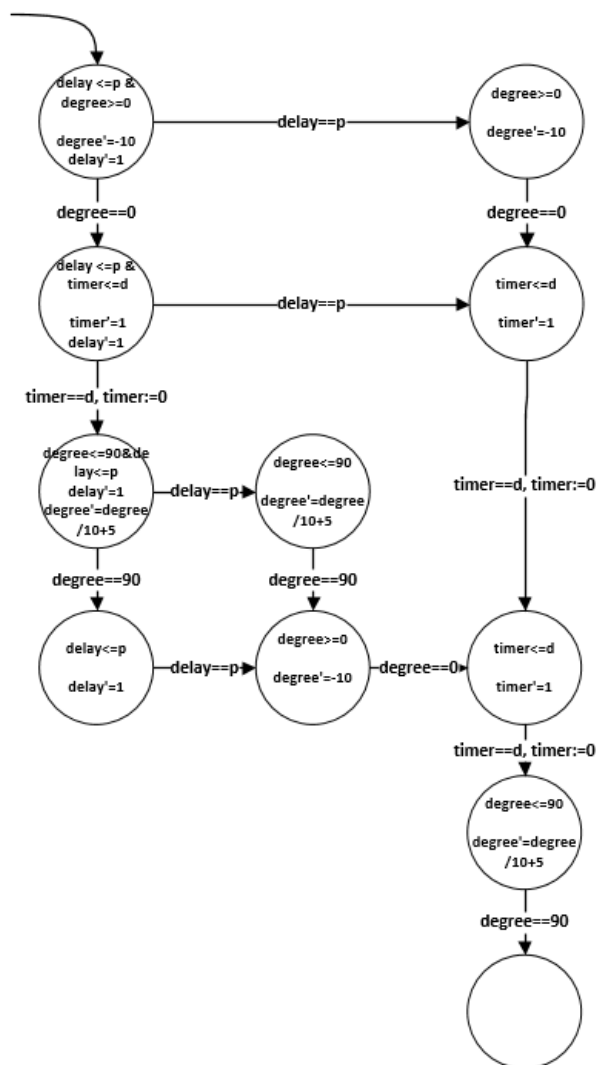 delay <=p &
degree>=0
degree'=-10
delay'=1
delay==p
degree>=0
degree'=-10
degree==0
degree==0
delay <=p &
timer<=d
timer'=1
delay'=1
delay==p
timer<=d
timer'=1
timer==d, timer:=0
degree<=90&de
lay<=p
delay'=1
degree'=degree
/10+5
delay==p
degree<=90
degree'=degree
/10+5
timer==d, timer:=0
degree==90
degree==90
delay<=p
delay'=1
delay==p
degree>=0
degree'=-10
degree==0
timer<=d
timer'=1
timer==d, timer:=0
degree<=90
degree'=degree
/10+5
degree==90